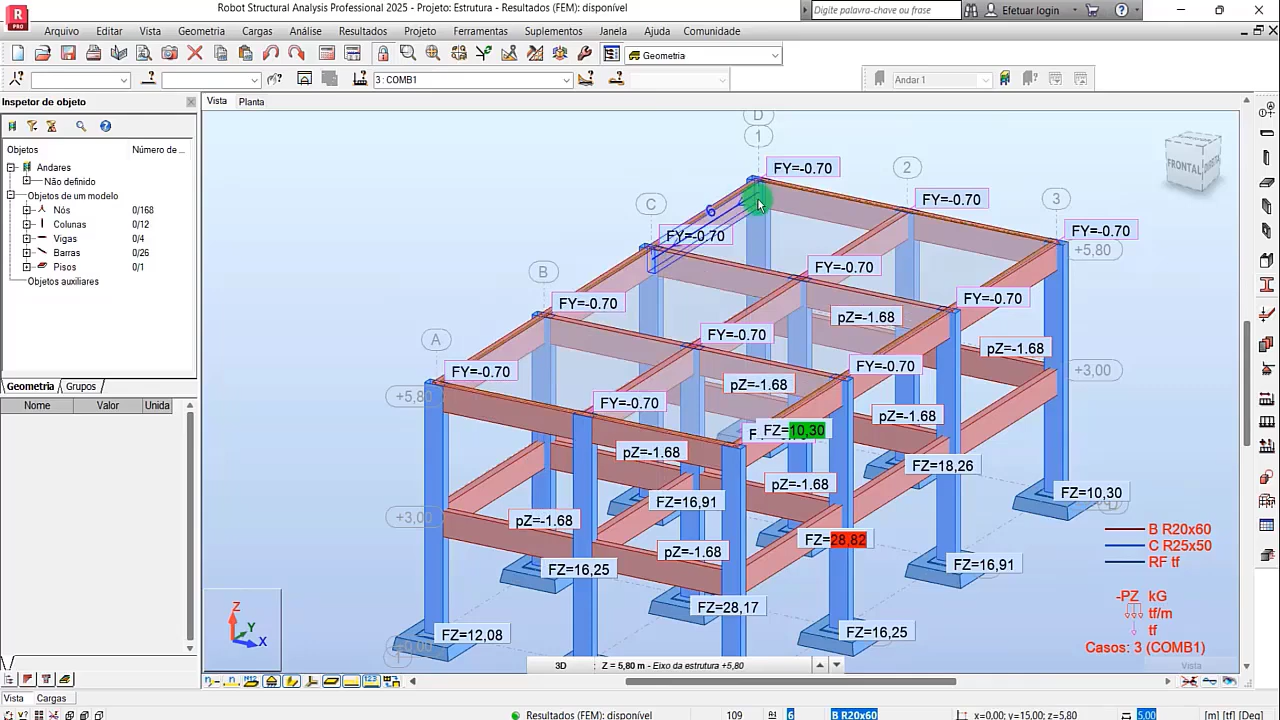 Robot Structural Analysis Professional 2025 - Projeto: Estrutura - Resultados (FEM): disponível
Digite palavra-chave ou frase
Efetuar login
PRO
Arquivo Editar Vista Geometria Cargas Análise Resultados Projeto Ferramentas Suplementos Janela Ajuda Comunidade
Geometria
3 : COMB1
Andar 1
Inspetor de objeto
Vista Planta
Objetos Número de ...
Andares
Não definido
Objetos de um modelo
Nós 0/168
Colunas 0/12
Vigas 0/4
Barras 0/26
Pisos 0/1
Objetos auxiliares
Geometria Grupos
Nome Valor Unida
D
1
2
3
C
B
A
FY=-0.70
FY=-0.70
FY=-0.70
6
FY=-0.70
FY=-0.70
FY=-0.70
FY=-0.70
FY=-0.70
FY=-0.70
FY=-0.70
FY=-0.70
+5,80
+3,00
+5,80
+3,00
pZ=-1.68
pZ=-1.68
pZ=-1.68
pZ=-1.68
pZ=-1.68
pZ=-1.68
pZ=-1.68
pZ=-1.68
FZ=10,30
FZ=18,26
FZ=10,30
FZ=16,91
FZ=28,82
FZ=16,25
FZ=16,91
FZ=28,17
FZ=12,08
FZ=16,25
FRONTAL
B R20x60
C R25x50
RF tf
-PZ kG
tf/m
tf
Casos: 3 (COMB1)
Vista
Z
Y
X
3D Z = 5,80 m - Eixo da estrutura +5,80
Vista Cargas
Resultados (FEM): disponível 109 6 B R20x60 x=0,00; y=15,00; z=5,80 5,00 [m] [tf] [Deg]